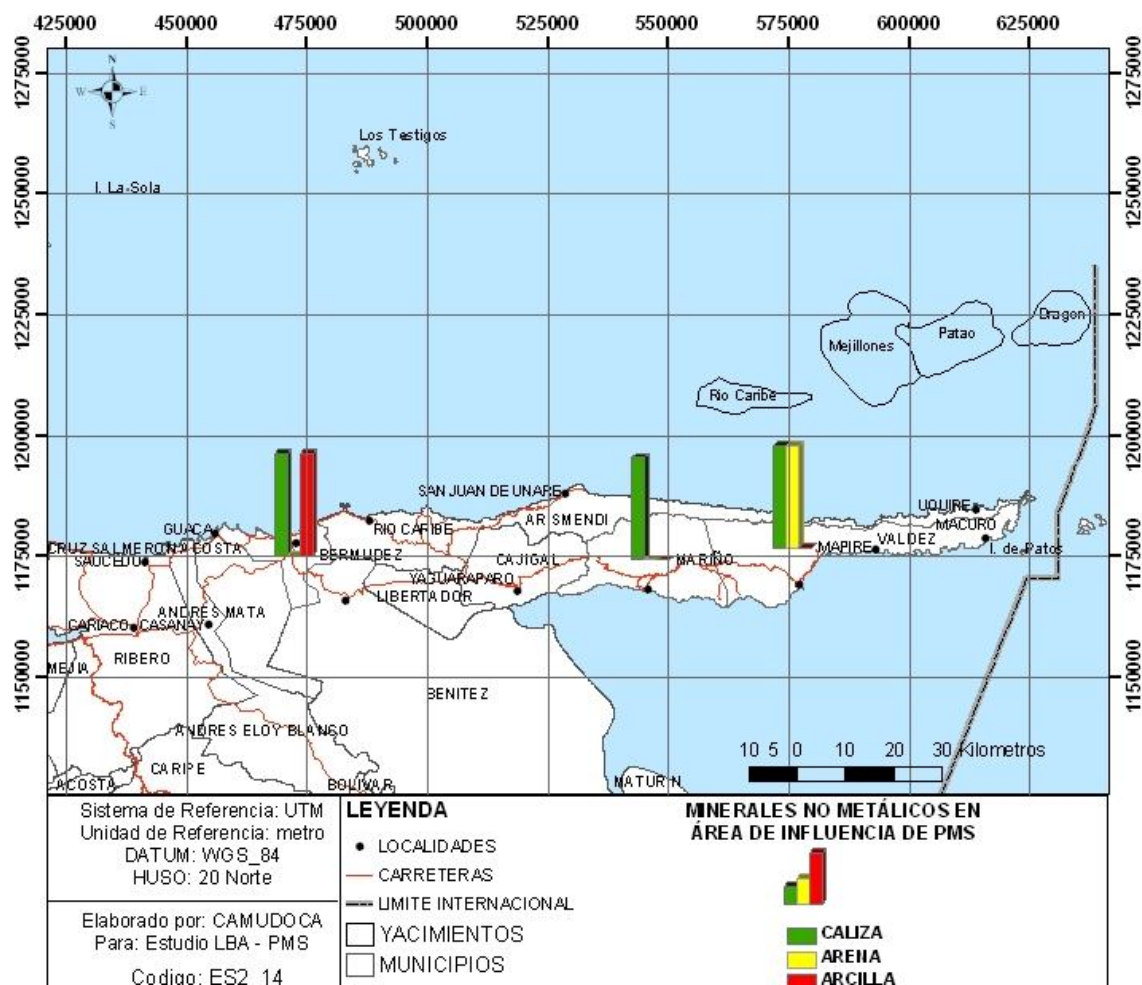 425000 450000 475000 500000 525000 550000 575000 600000 625000
1275000 1275000
N
W E
S
Los Testigos
I. La-Sola
1250000 1250000
1225000 1225000
Dragon
Patao
Mejillones
Rio Caribe
1200000 1200000
SAN JUAN DE UNARE
UQUIRE
GUACA
RIO CARIBE
ARISMENDI
MACURO
VALDEZ
CRUZ SALMERON ACOSTA
BERMUDEZ
MAPIRE
I. de Patos
1175000 1175000
SAUCEDO
CAJIGAL
MARIÑO
YAGUARAPARO
LIBERTADOR
ANDRES MATA
CARIACO
CASANAY
RIBERO
MEJIA
1150000 1150000
BENITEZ
ANDRES ELOY BLANCO
CARIPE
ACOSTA
BOLIVAR
MATURIN
10 5 0 10 20 30 Kilometros
Sistema de Referencia: UTM
Unidad de Referencia: metro
DATUM: WGS_84
HUSO: 20 Norte
Elaborado por: CAMUDOCA
Para: Estudio LBA - PMS
Codigo: ES2_14
LEYENDA
LOCALIDADES
CARRETERAS
LIMITE INTERNACIONAL
YACIMIENTOS
MUNICIPIOS
MINERALES NO METÁLICOS EN
ÁREA DE INFLUENCIA DE PMS
CALIZA
ARENA
ARCILLA